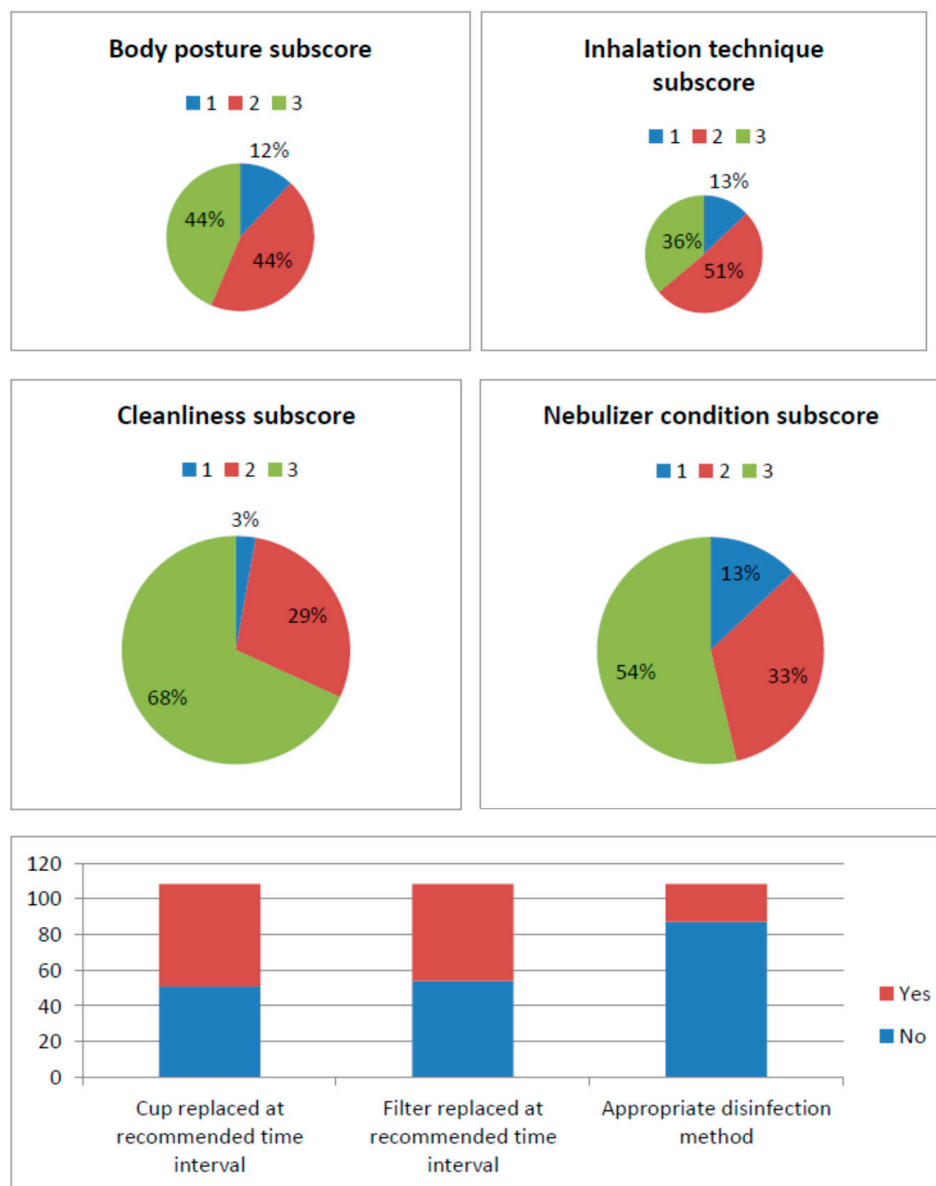 Body posture subscore
1 2 3
12%
44%
44%
Inhalation technique
subscore
1 2 3
13%
36%
51%
Cleanliness subscore
1 2 3
3%
29%
68%
Nebulizer condition subscore
1 2 3
13%
54%
33%
120
100
80
60
40
20
0
Yes
No
Cup replaced at
recommended time
interval
Filter replaced at
recommended time
interval
Appropriate disinfection
method